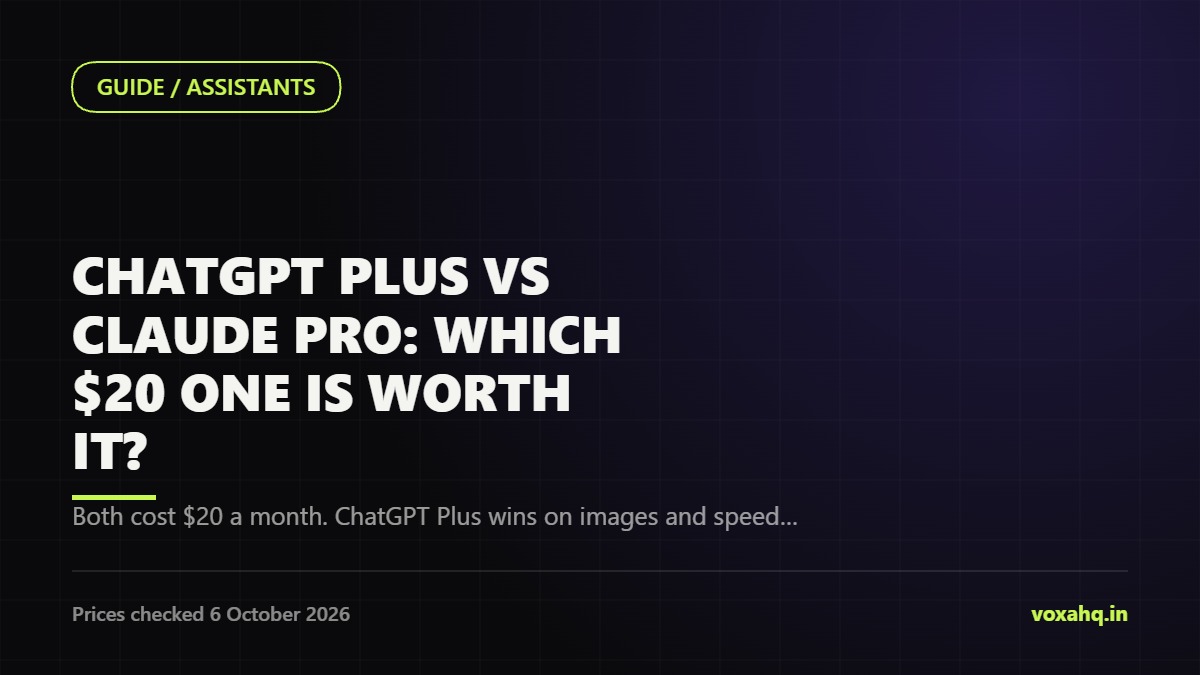 GUIDE / ASSISTANTS
CHATGPT PLUS VS
CLAUDE PRO: WHICH
$20 ONE IS WORTH
IT?
Both cost $20 a month. ChatGPT Plus wins on images and speed...
Prices checked 6 October 2026
voxahq.in